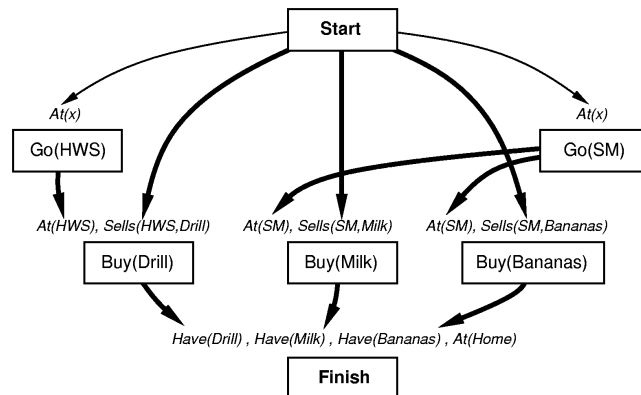 Start
At(x)
At(x)
Go(HWS)
Go(SM)
At(HWS), Sells(HWS,Drill)
At(SM), Sells(SM,Milk)
At(SM), Sells(SM,Bananas)
Buy(Drill)
Buy(Milk)
Buy(Bananas)
Have(Drill) , Have(Milk) , Have(Bananas) , At(Home)
Finish